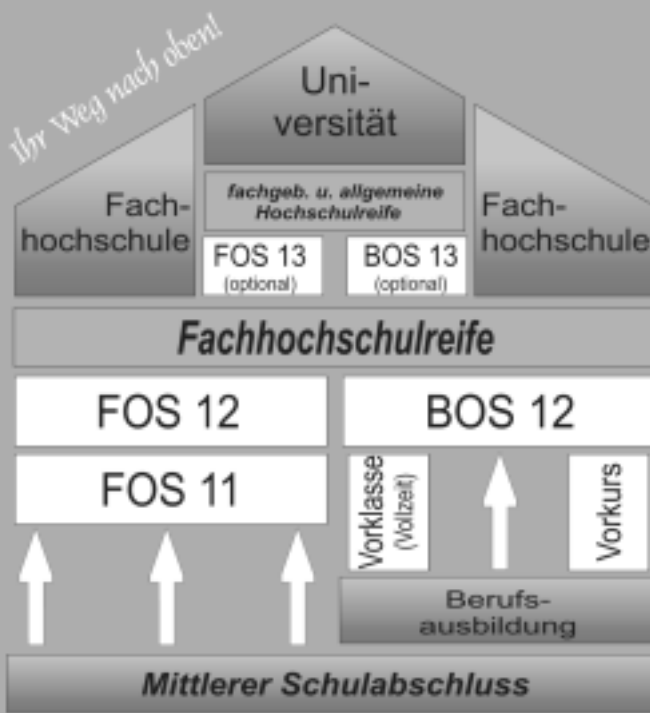 Ihr Weg nach oben!
Uni-
versität
Fach-
hochschule
fachgeb. u. allgemeine
Hochschulreife
Fach-
hochschule
FOS 13
(optional)
BOS 13
(optional)
Fachhochschulreife
FOS 12
BOS 12
FOS 11
Vorklasse
(Vollzeit)
Vorkurs
Berufs-
ausbildung
Mittlerer Schulabschluss